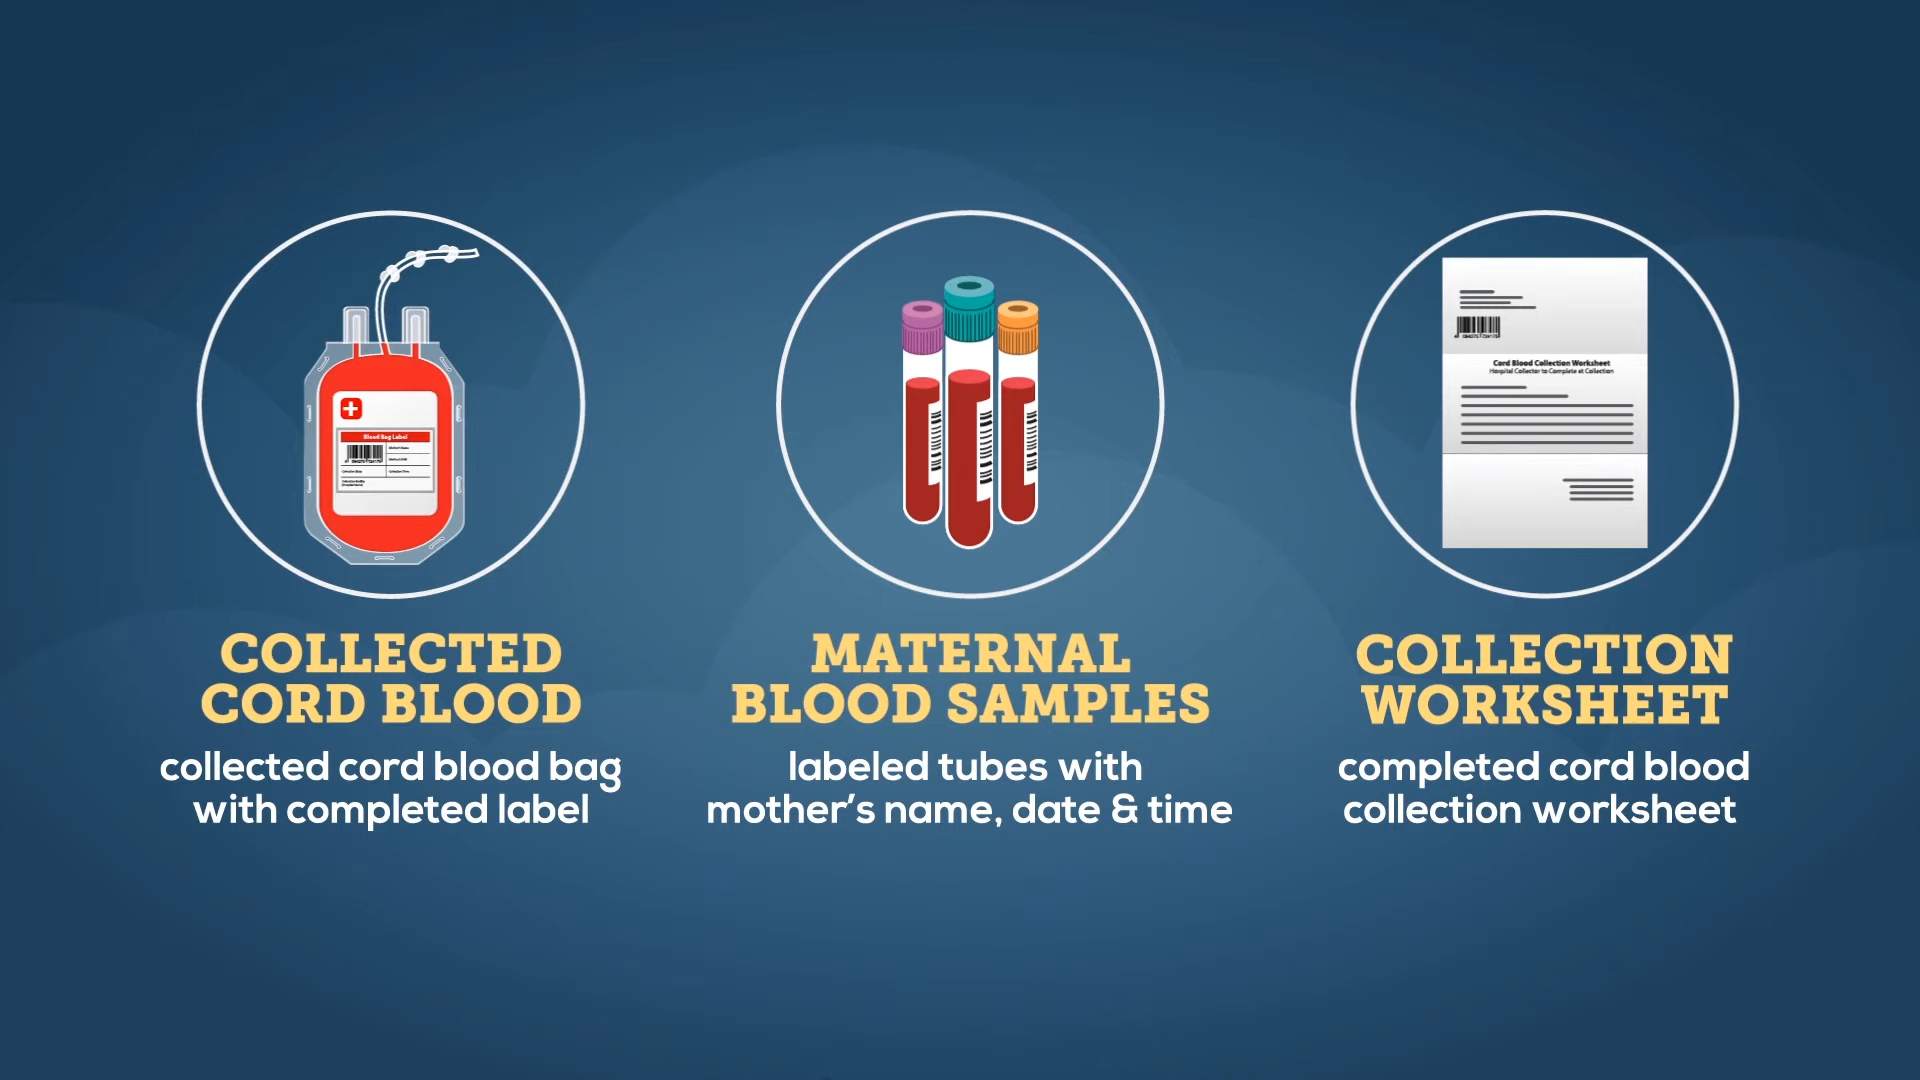 COLLECTED
CORD BLOOD
collected cord blood bag
with completed label
MATERNAL
BLOOD SAMPLES
labeled tubes with
mother's name, date & time
COLLECTION
WORKSHEET
completed cord blood
collection worksheet
Blood Bag Label
Cord Blood Collection Worksheet
Hospital Collector to Complete at Collection